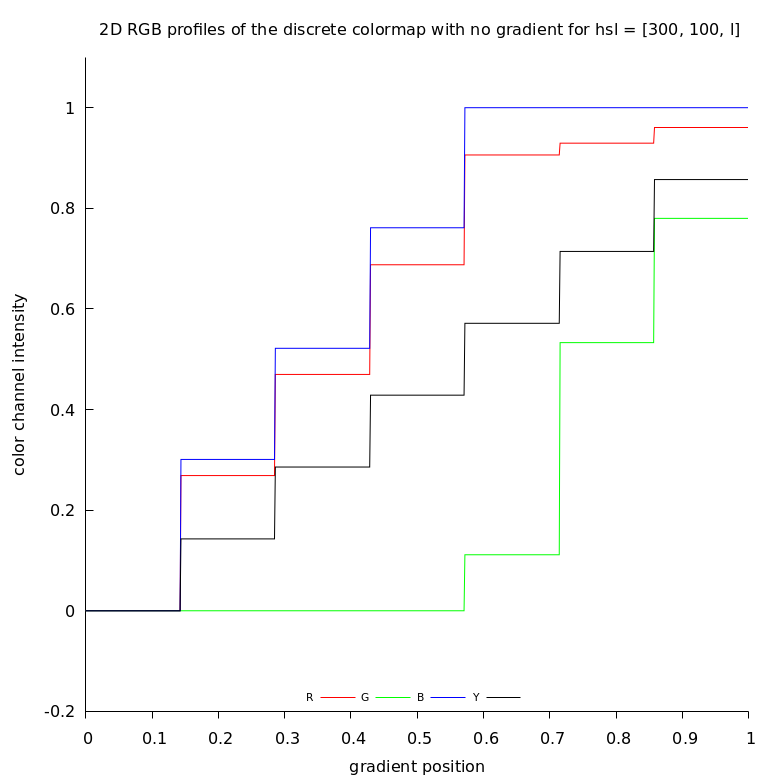 2D RGB profiles of the discrete colormap with no gradient for hsl = [300, 100, l]
1
0.8
0.6
0.4
0.2
0
-0.2
color channel intensity
R G B Y
0 0.1 0.2 0.3 0.4 0.5 0.6 0.7 0.8 0.9 1
gradient position